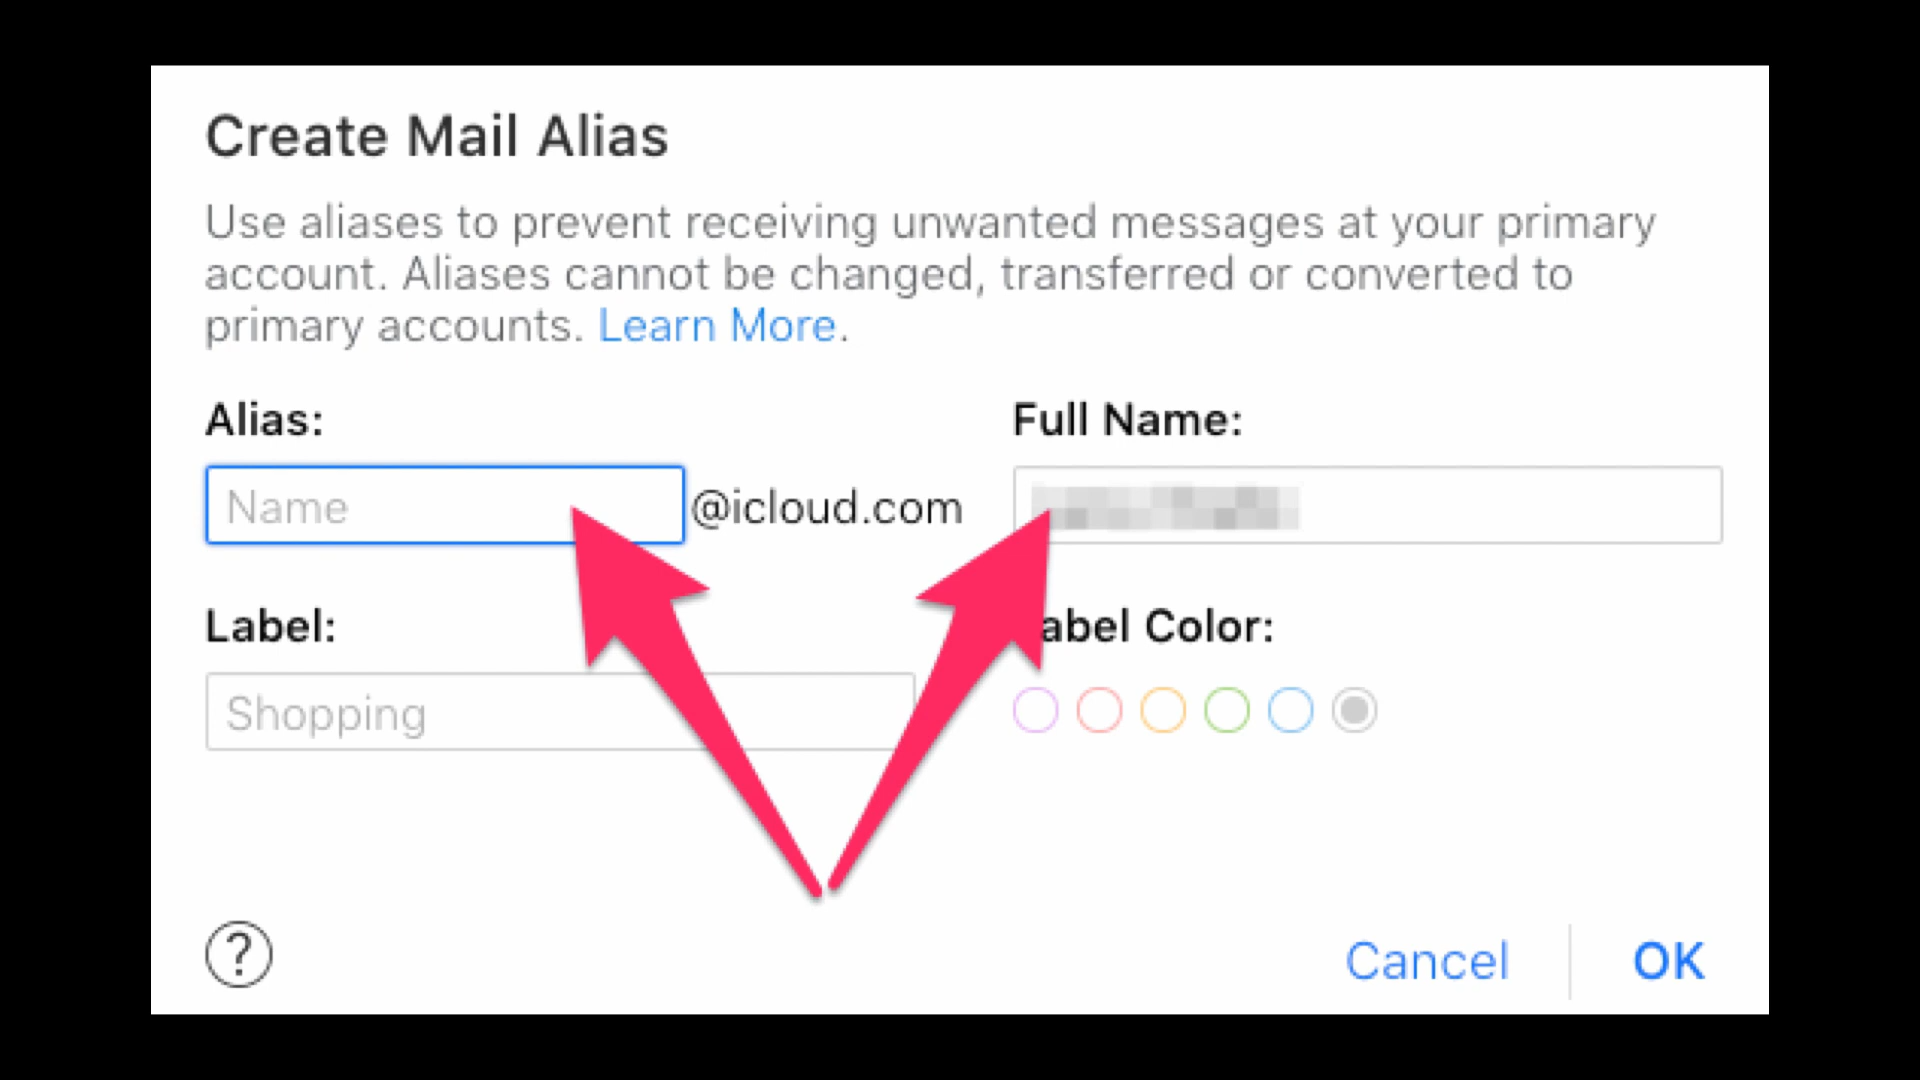 Create Mail Alias
Use aliases to prevent receiving unwanted messages at your primary
account. Aliases cannot be changed, transferred or converted to
primary accounts. Learn More.
Alias: Full Name:
Name @icloud.com
Label: abel Color:
Shopping
? Cancel OK